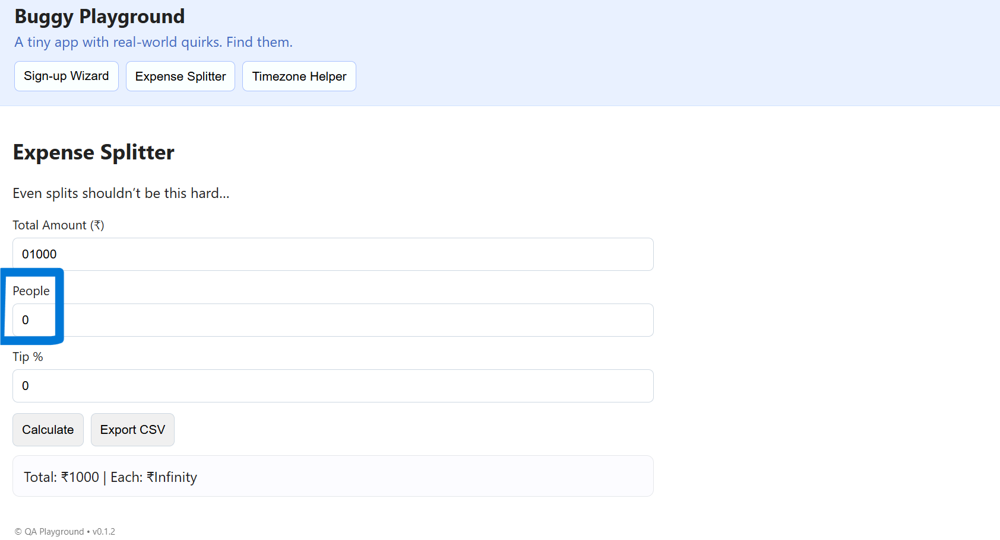 Buggy Playground
A tiny app with real-world quirks. Find them.
Sign-up Wizard Expense Splitter Timezone Helper
Expense Splitter
Even splits shouldn’t be this hard…
Total Amount (₹)
01000
People
0
Tip %
0
Calculate Export CSV
Total: ₹1000 | Each: ₹Infinity
© QA Playground • v0.1.2